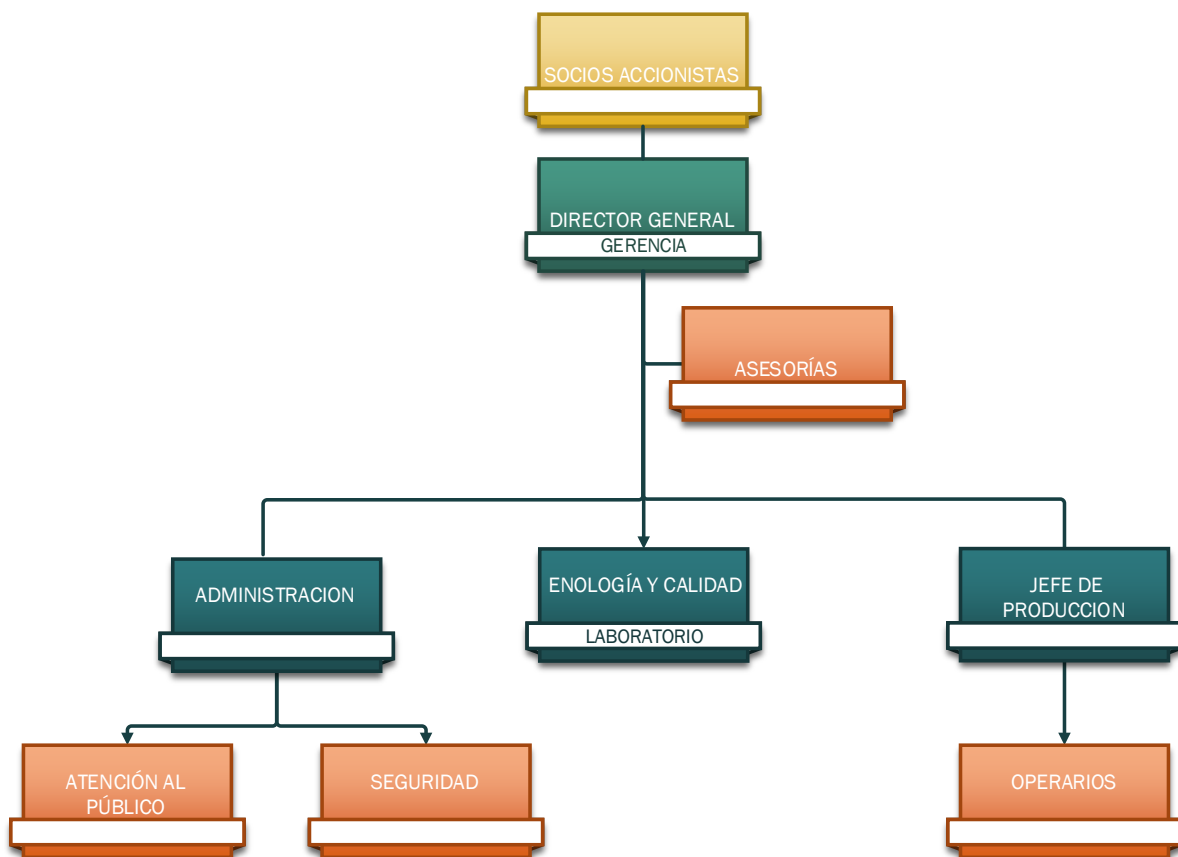 SOCIOS ACCIONISTAS
DIRECTOR GENERAL
GERENCIA
ASESORÍAS
ADMINISTRACION
ENOLOGÍA Y CALIDAD
LABORATORIO
JEFE DE
PRODUCCION
ATENCIÓN AL
PÚBLICO
SEGURIDAD
OPERARIOS